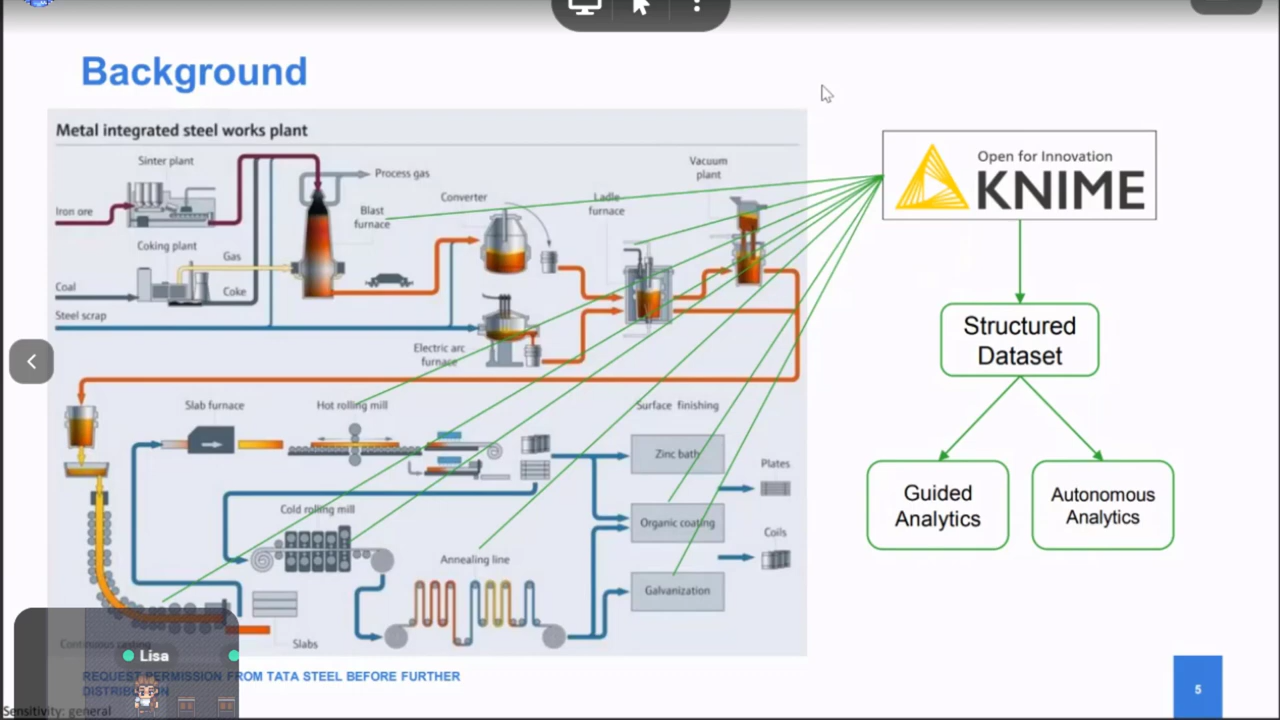 Background
Metal integrated steel works plant
Sinter plant
Process gas
Vacuum
plant
Iron ore
Blast
furnace
Converter
Ladle
furnace
Coking plant
Gas
Coal
Coke
Steel scrap
Electric arc
furnace
Slab furnace
Hot rolling mill
Surface finishing
Zinc bath
Plates
Cold rolling mill
Organic coating
Coils
Annealing line
Galvanization
Continuous casting
Slabs
Open for Innovation
KNIME
Structured
Dataset
Guided
Analytics
Autonomous
Analytics
Lisa
REQUEST PERMISSION FROM TATA STEEL BEFORE FURTHER
DISTRIBUTION
Sensitivity: general
5